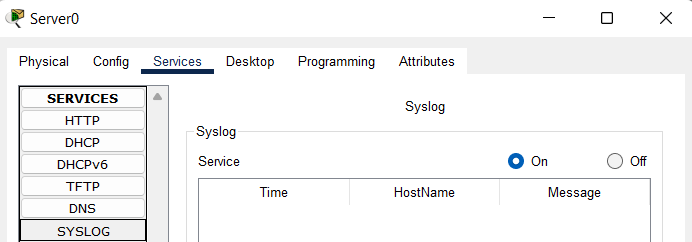 Server0
Physical Config Services Desktop Programming Attributes
SERVICES
HTTP
DHCP
DHCPv6
TFTP
DNS
SYSLOG
Syslog
Syslog
Service On Off
Time HostName Message